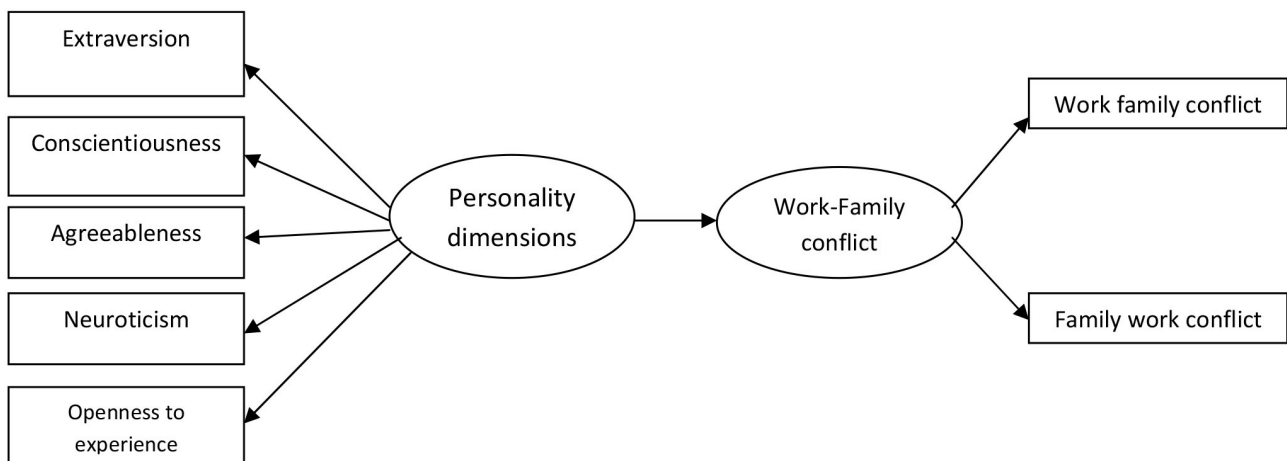 Extraversion
Conscientiousness
Agreeableness
Neuroticism
Openness to
experience
Personality
dimensions
Work-Family
conflict
Work family conflict
Family work conflict